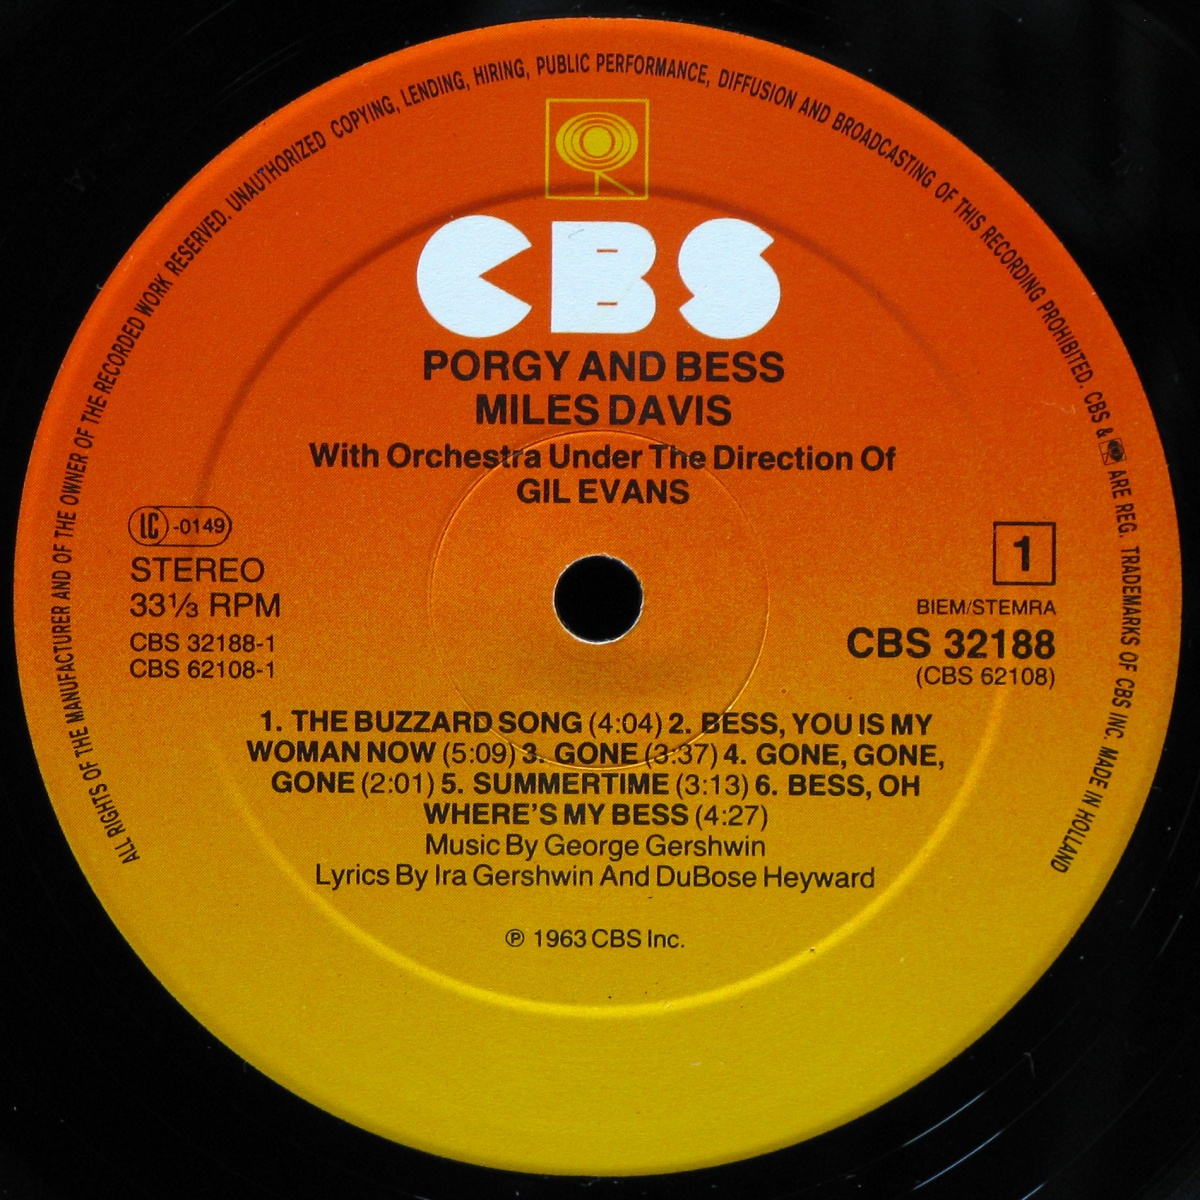 ALL RIGHTS OF THE MANUFACTURER AND OF THE OWNER OF THE RECORDED WORK RESERVED. UNAUTHORIZED COPYING, LENDING, HIRING, PUBLIC PERFORMANCE, DIFFUSION AND BROADCASTING OF THIS RECORDING PROHIBITED. CBS & ARE REG. TRADEMARKS OF CBS INC. MADE IN HOLLAND
CBS
PORGY AND BESS
MILES DAVIS
With Orchestra Under The Direction Of
GIL EVANS
LC -0149
STEREO
33⅓ RPM
CBS 32188-1
CBS 62108-1
1
BIEM/STEMRA
CBS 32188
(CBS 62108)
1. THE BUZZARD SONG (4:04) 2. BESS, YOU IS MY
WOMAN NOW (5:09) 3. GONE (3:37) 4. GONE, GONE,
GONE (2:01) 5. SUMMERTIME (3:13) 6. BESS, OH
WHERE'S MY BESS (4:27)
Music By George Gershwin
Lyrics By Ira Gershwin And DuBose Heyward
℗ 1963 CBS Inc.